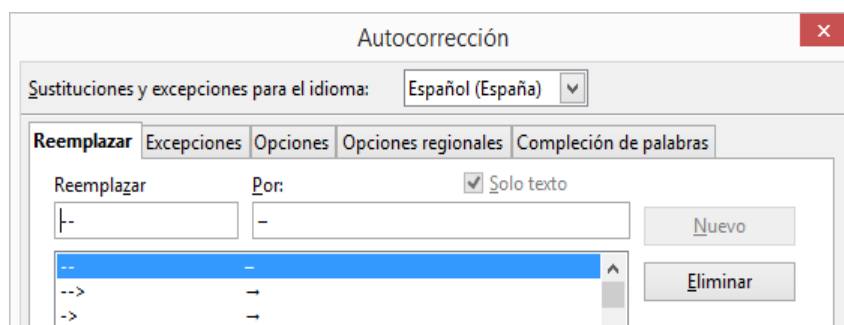 Autocorrección
Sustituciones y excepciones para el idioma: Español (España)
Reemplazar Excepciones Opciones Opciones regionales Compleción de palabras
Reemplazar Por: Solo texto
-- – Nuevo
-- –
Eliminar
--> →
-> →